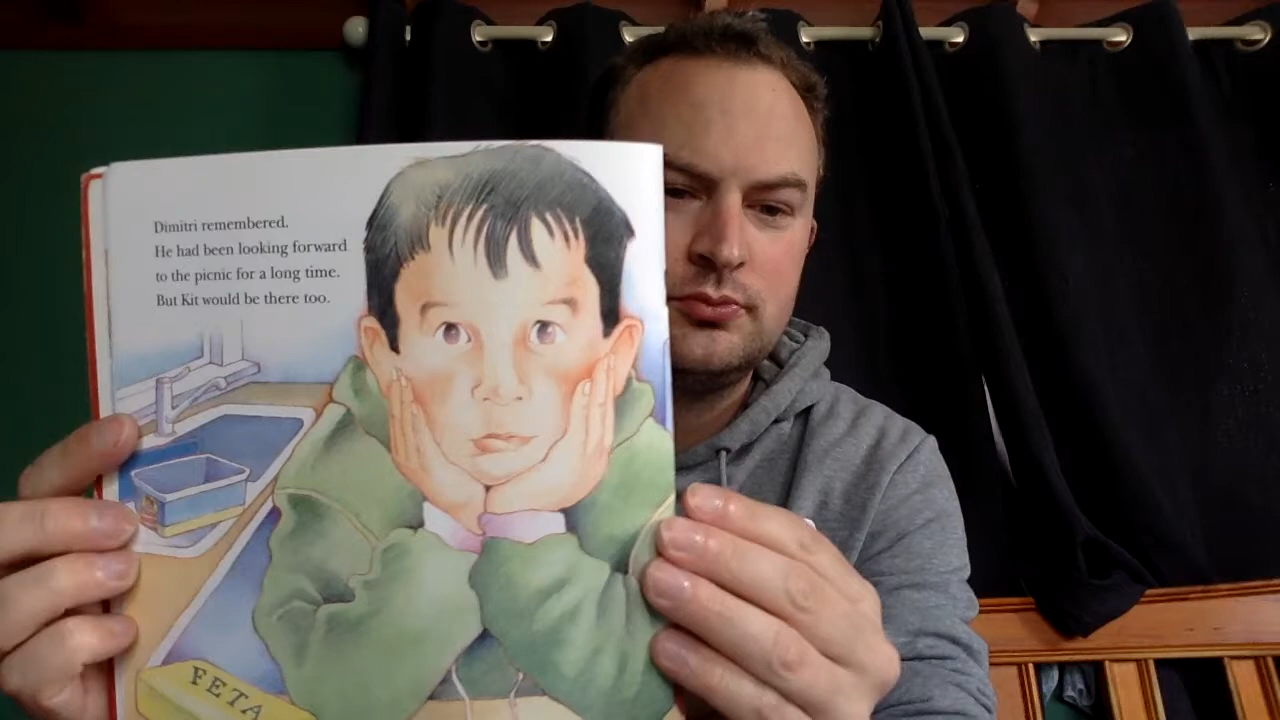 Dimitri remembered.
He had been looking forward
to the picnic for a long time.
But Kit would be there too.
FETA